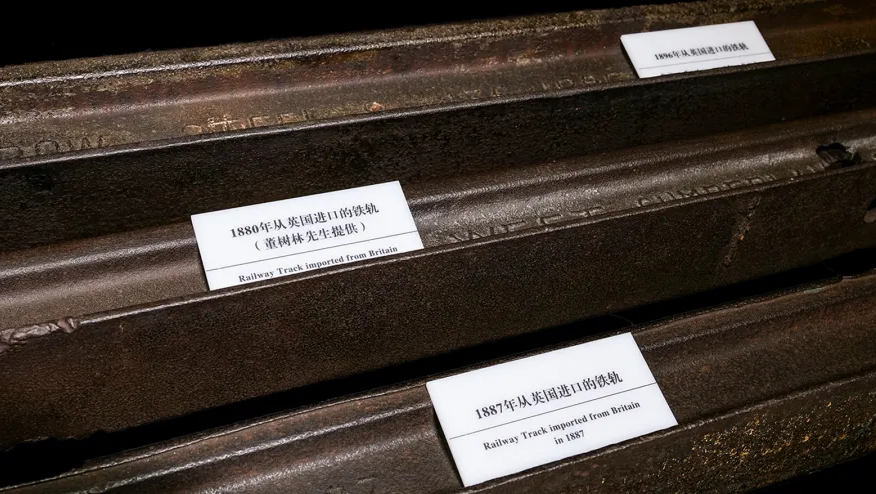 1896年从英国进口的铁轨
STEEL
1880年从英国进口的铁轨
（董树林先生提供）
Railway Track imported from Britain
1887年从英国进口的铁轨
Railway Track imported from Britain
in 1887